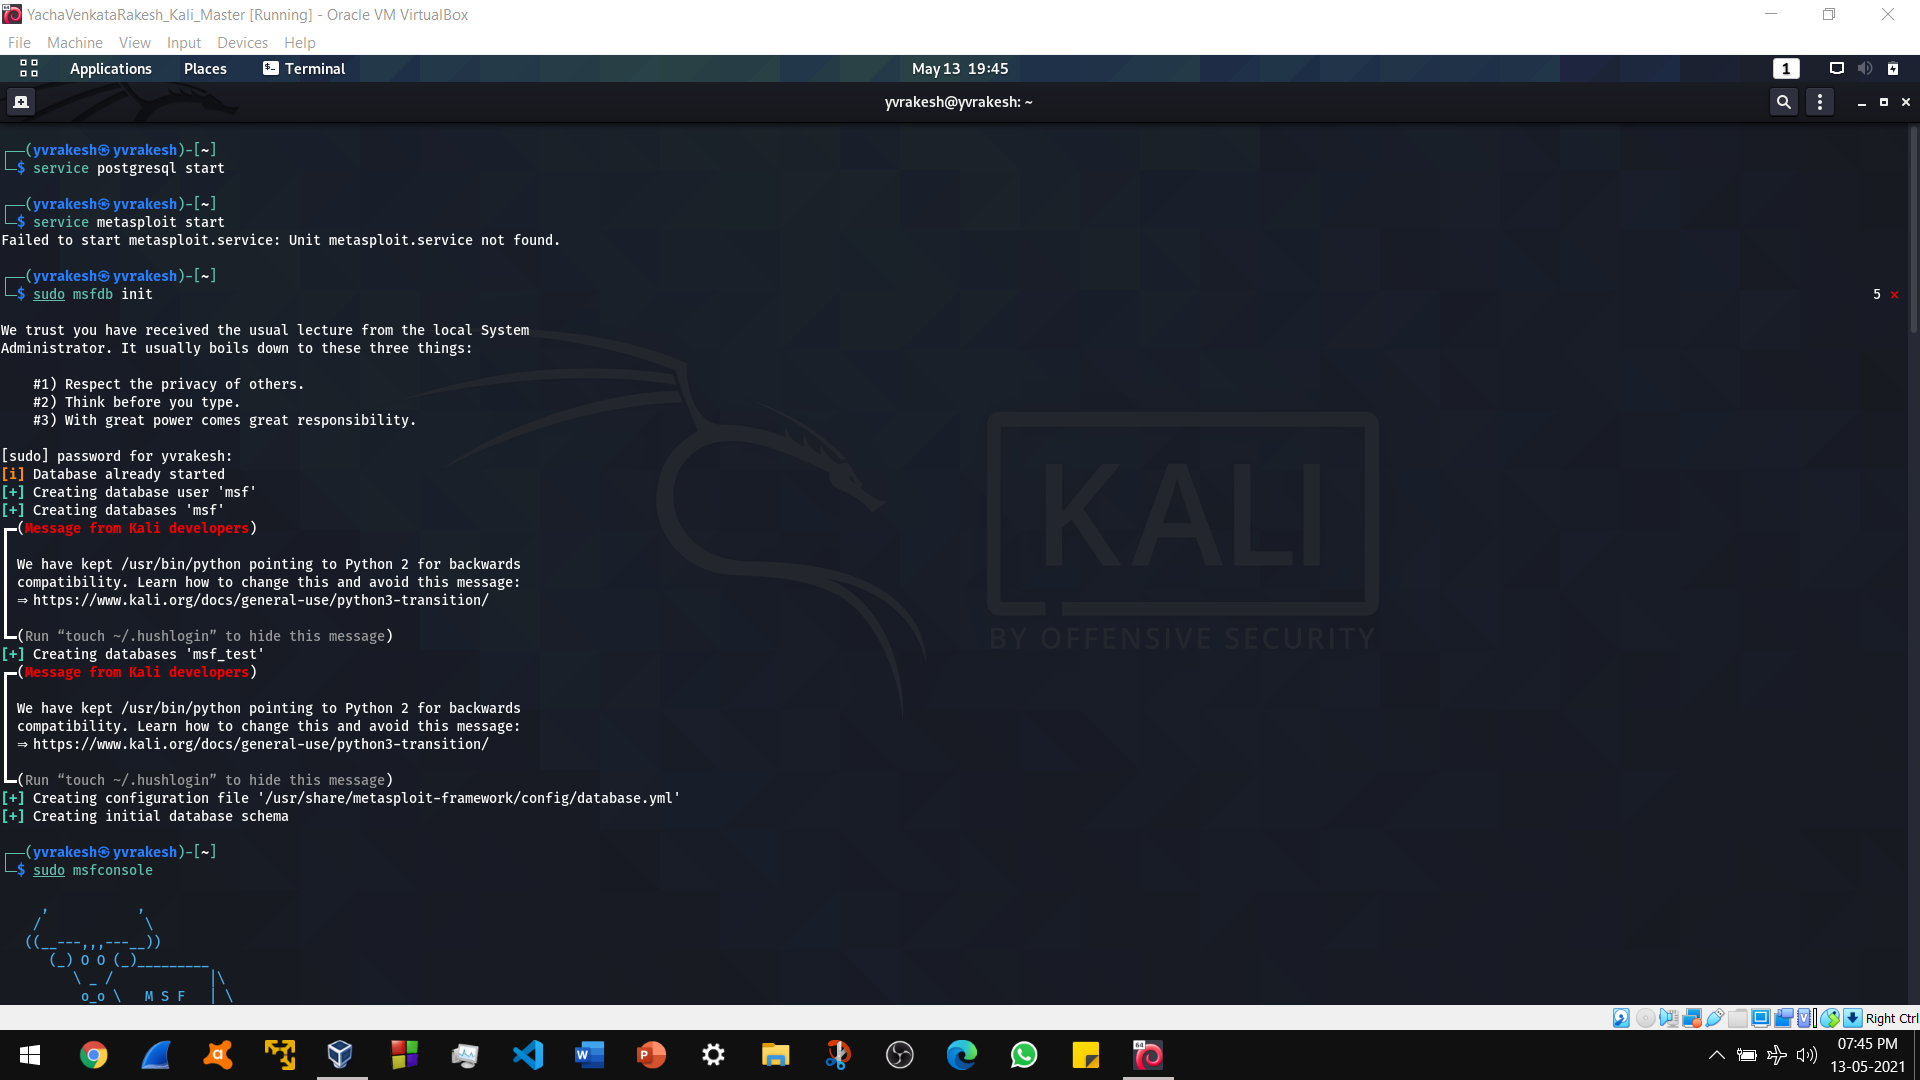 YachaVenkataRakesh_Kali_Master [Running] - Oracle VM VirtualBox
File Machine View Input Devices Help
Applications Places Terminal May 13 19:45 1
yvrakesh@yvrakesh: ~
┌──(yvrakesh㉿yvrakesh)-[~]
└─$ service postgresql start
┌──(yvrakesh㉿yvrakesh)-[~]
└─$ service metasploit start
Failed to start metasploit.service: Unit metasploit.service not found.
┌──(yvrakesh㉿yvrakesh)-[~]
└─$ sudo msfdb init 5 ⨯
We trust you have received the usual lecture from the local System
Administrator. It usually boils down to these three things:
#1) Respect the privacy of others.
#2) Think before you type.
#3) With great power comes great responsibility.
[sudo] password for yvrakesh:
[i] Database already started
[+] Creating database user 'msf'
[+] Creating databases 'msf'
┏━(Message from Kali developers)
┃ We have kept /usr/bin/python pointing to Python 2 for backwards
┃ compatibility. Learn how to change this and avoid this message:
┃ ⇒ https://www.kali.org/docs/general-use/python3-transition/
┗━(Run “touch ~/.hushlogin” to hide this message)
[+] Creating databases 'msf_test'
┏━(Message from Kali developers)
┃ We have kept /usr/bin/python pointing to Python 2 for backwards
┃ compatibility. Learn how to change this and avoid this message:
┃ ⇒ https://www.kali.org/docs/general-use/python3-transition/
┗━(Run “touch ~/.hushlogin” to hide this message)
[+] Creating configuration file '/usr/share/metasploit-framework/config/database.yml'
[+] Creating initial database schema
┌──(yvrakesh㉿yvrakesh)-[~]
└─$ sudo msfconsole
     ,           ,
    /             \
   ((__---,,,---__))
      (_) O O (_)_________
         \ _ /            |\
          o_o \   M S F   | \
KALI
BY OFFENSIVE SECURITY
Right Ctrl
07:45 PM
13-05-2021